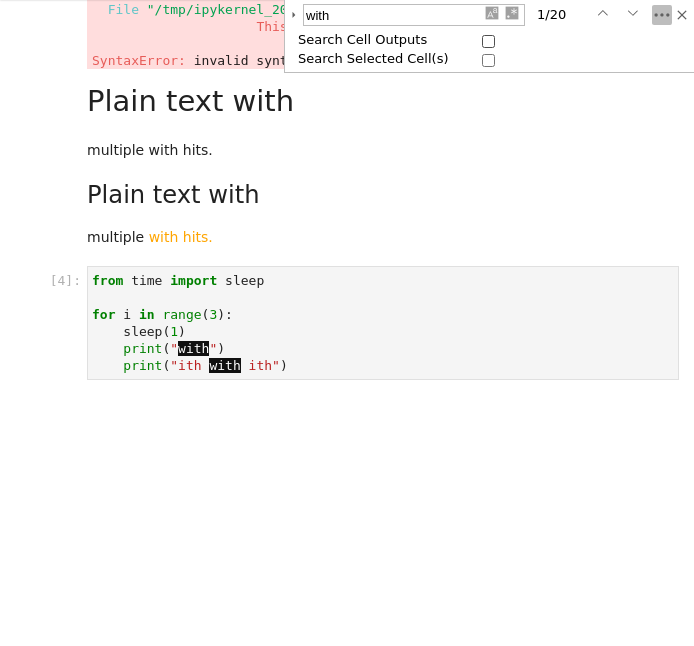 File "/tmp/ipykernel_20
with
1/20
This
Search Cell Outputs
SyntaxError: invalid synt
Search Selected Cell(s)
Plain text with
multiple with hits.
Plain text with
multiple with hits.
[4]:
from time import sleep
for i in range(3):
    sleep(1)
    print("with")
    print("ith with ith")